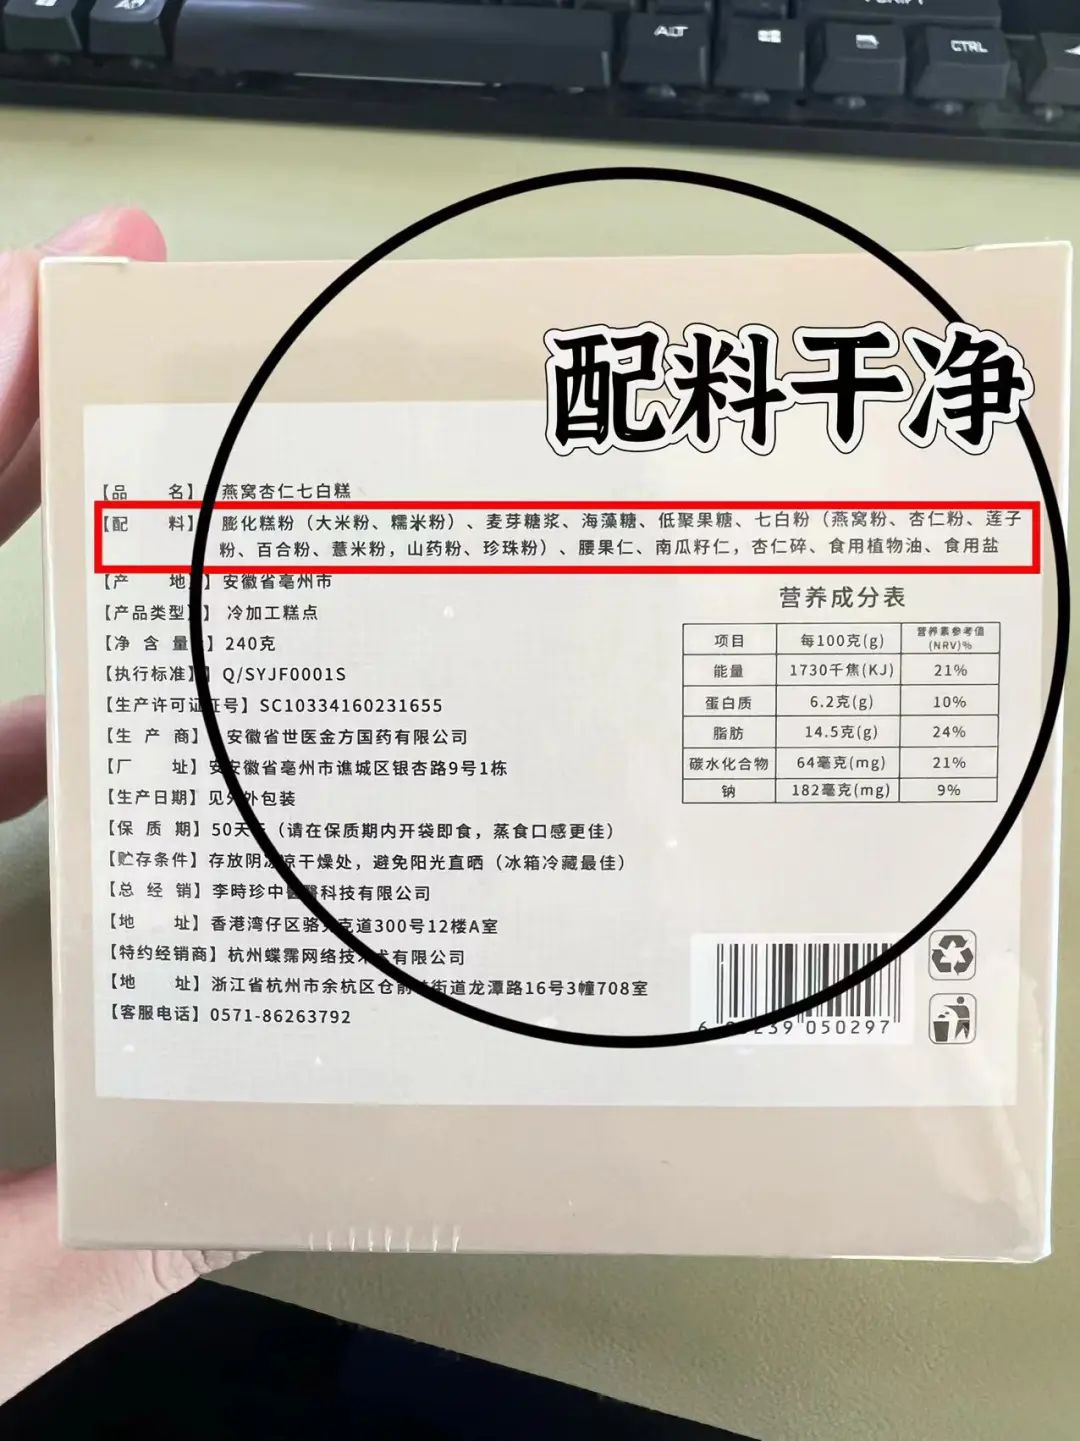 ALT
CTRL
配料干净
【品 名】燕窝杏仁七白糕
【配 料】膨化糕粉（大米粉、糯米粉）、麦芽糖浆、海藻糖、低聚果糖、七白粉（燕窝粉、杏仁粉、莲子
粉、百合粉、薏米粉，山药粉、珍珠粉）、腰果仁、南瓜籽仁，杏仁碎、食用植物油、食用盐
【产 地】安徽省亳州市
【产品类型】冷加工糕点
【净 含 量】240克
【执行标准】Q/SYJF0001S
【生产许可证号】SC10334160231655
【生 产 商】安徽省世医金方国药有限公司
【厂 址】安徽省亳州市谯城区银杏路9号1栋
【生产日期】见外包装
【保 质 期】50天（请在保质期内开袋即食，蒸食口感更佳）
【贮存条件】存放阴凉干燥处，避免阳光直晒（冰箱冷藏最佳）
【总 经 销】李時珍中醫科技有限公司
【地 址】香港湾仔区骆克道300号12楼A室
【特约经销商】杭州蝶霈网络技术有限公司
【地 址】浙江省杭州市余杭区仓前街道龙潭路16号3幢708室
【客服电话】0571-86263792
营养成分表
项目 每100克(g) 营养素参考值(NRV)%
能量 1730千焦(KJ) 21%
蛋白质 6.2克(g) 10%
脂肪 14.5克(g) 24%
碳水化合物 64毫克(mg) 21%
钠 182毫克(mg) 9%
050297